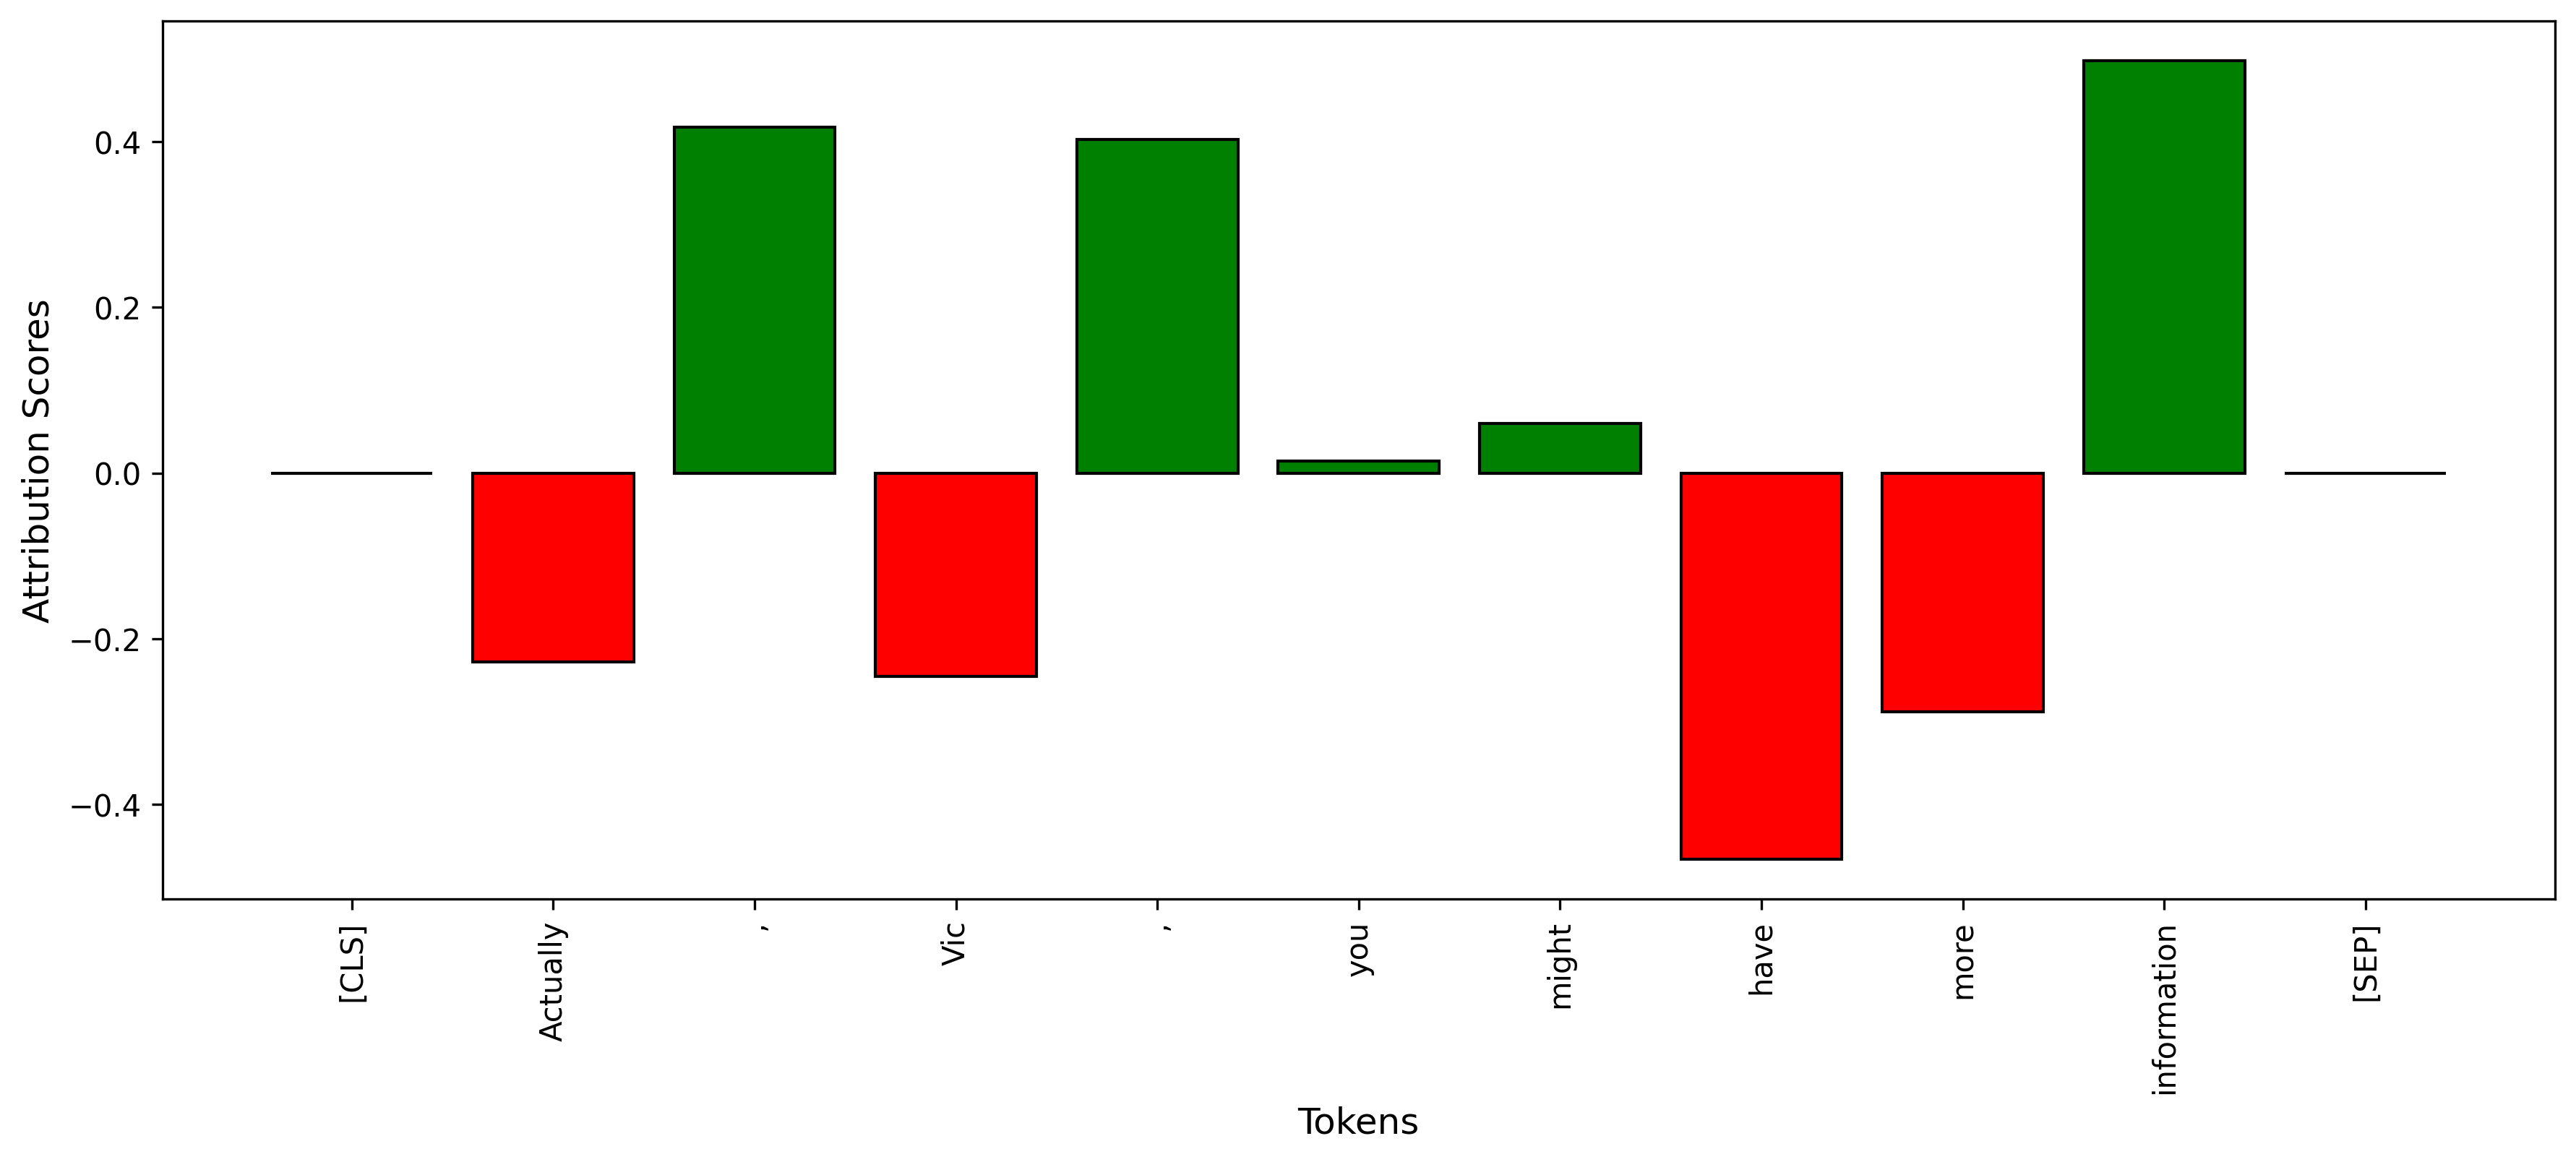 Attribution Scores
0.4
0.2
0.0
−0.2
−0.4
[CLS]
Actually
,
Vic
,
you
might
have
more
information
[SEP]
Tokens